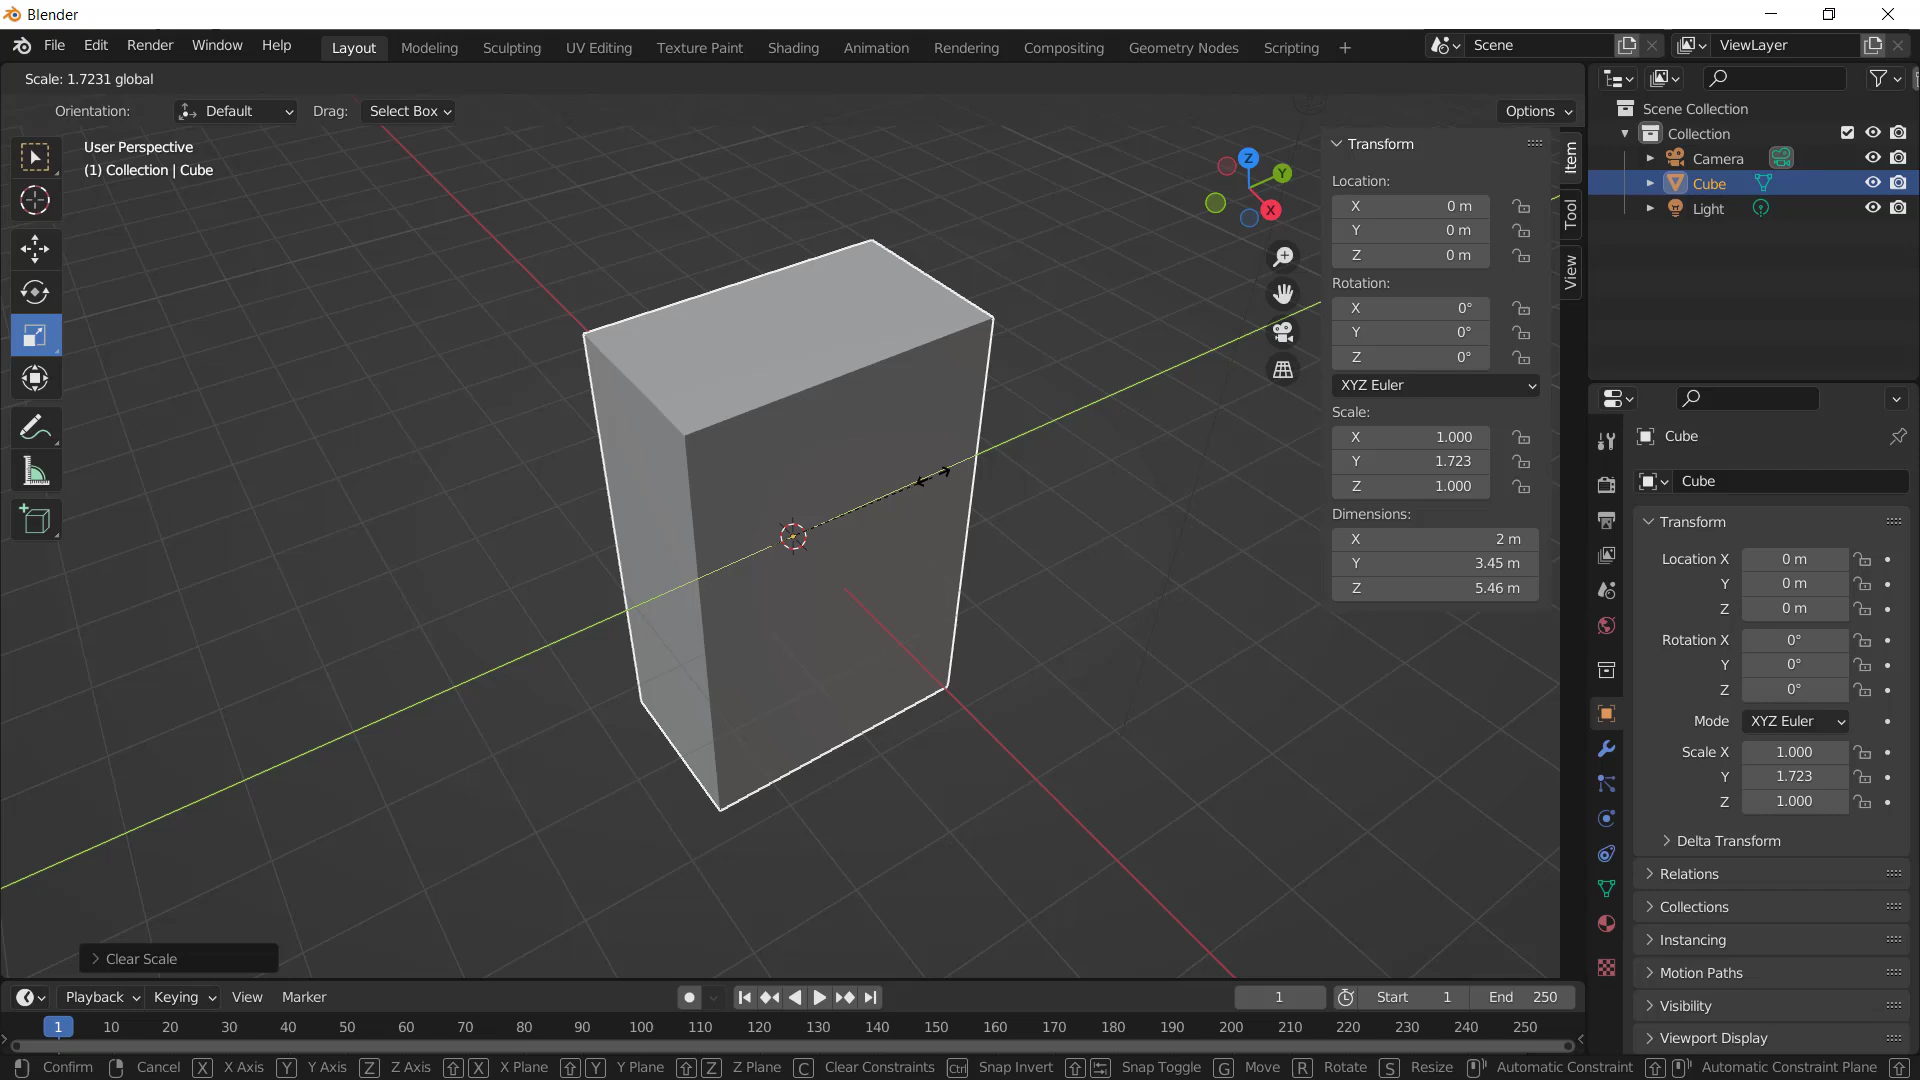 Blender
File Edit Render Window Help Layout Modeling Sculpting UV Editing Texture Paint Shading Animation Rendering Compositing Geometry Nodes Scripting + Scene ViewLayer
Scale: 1.7231 global
Orientation: Default Drag: Select Box Options
User Perspective
(1) Collection | Cube
Z
Y
X
Transform
Location:
X 0 m
Y 0 m
Z 0 m
Rotation:
X 0°
Y 0°
Z 0°
XYZ Euler
Scale:
X 1.000
Y 1.723
Z 1.000
Dimensions:
X 2 m
Y 3.45 m
Z 5.46 m
Item
Tool
View
Scene Collection
Collection
Camera
Cube
Light
Cube
Cube
Transform
Location X 0 m
Y 0 m
Z 0 m
Rotation X 0°
Y 0°
Z 0°
Mode XYZ Euler
Scale X 1.000
Y 1.723
Z 1.000
Delta Transform
Relations
Collections
Instancing
Motion Paths
Visibility
Viewport Display
Clear Scale
Playback Keying View Marker 1 Start 1 End 250
1 10 20 30 40 50 60 70 80 90 100 110 120 130 140 150 160 170 180 190 200 210 220 230 240 250
Confirm Cancel X X Axis Y Y Axis Z Z Axis X X Plane Y Y Plane Z Z Plane C Clear Constraints Ctrl Snap Invert Snap Toggle G Move R Rotate S Resize Automatic Constraint Automatic Constraint Plane